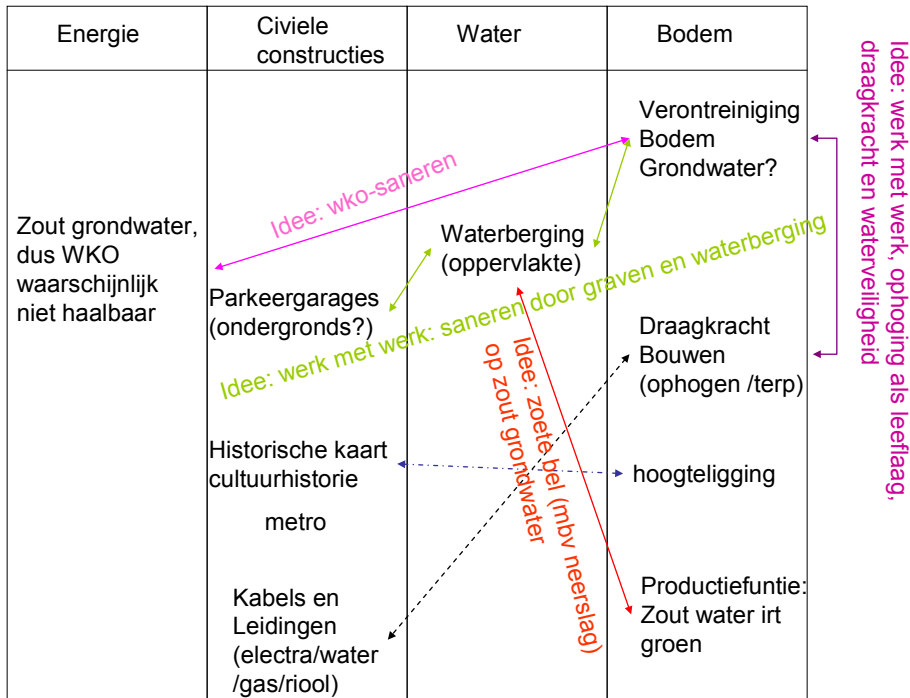 Energie
Civiele
constructies
Water
Bodem
Zout grondwater,
dus WKO
waarschijnlijk
niet haalbaar
Idee: wko-saneren
Parkeergarages
(ondergronds?)
Idee: werk met werk: saneren door graven en waterberging
Historische kaart
cultuurhistorie
metro
Kabels en
Leidingen
(electra/water
/gas/riool)
Waterberging
(oppervlakte)
Idee: zoete bel (mbv neerslag)
op zout grondwater
Verontreiniging
Bodem
Grondwater?
Draagkracht
Bouwen
(ophogen /terp)
hoogteligging
Productiefuntie:
Zout water irt
groen
Idee: werk met werk, ophoging als leeflaag,
draagkracht en waterveiligheid